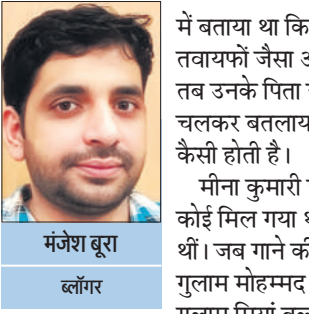 मंजेश बूरा
ब्लॉगर
में बताया था कि
तवायफों जैसा
तब उनके पिता
चलकर बतलाय
कैसी होती है।
मीना कुमारी
कोई मिल गया
थीं। जब गाने की
गुलाम मोहम्मद